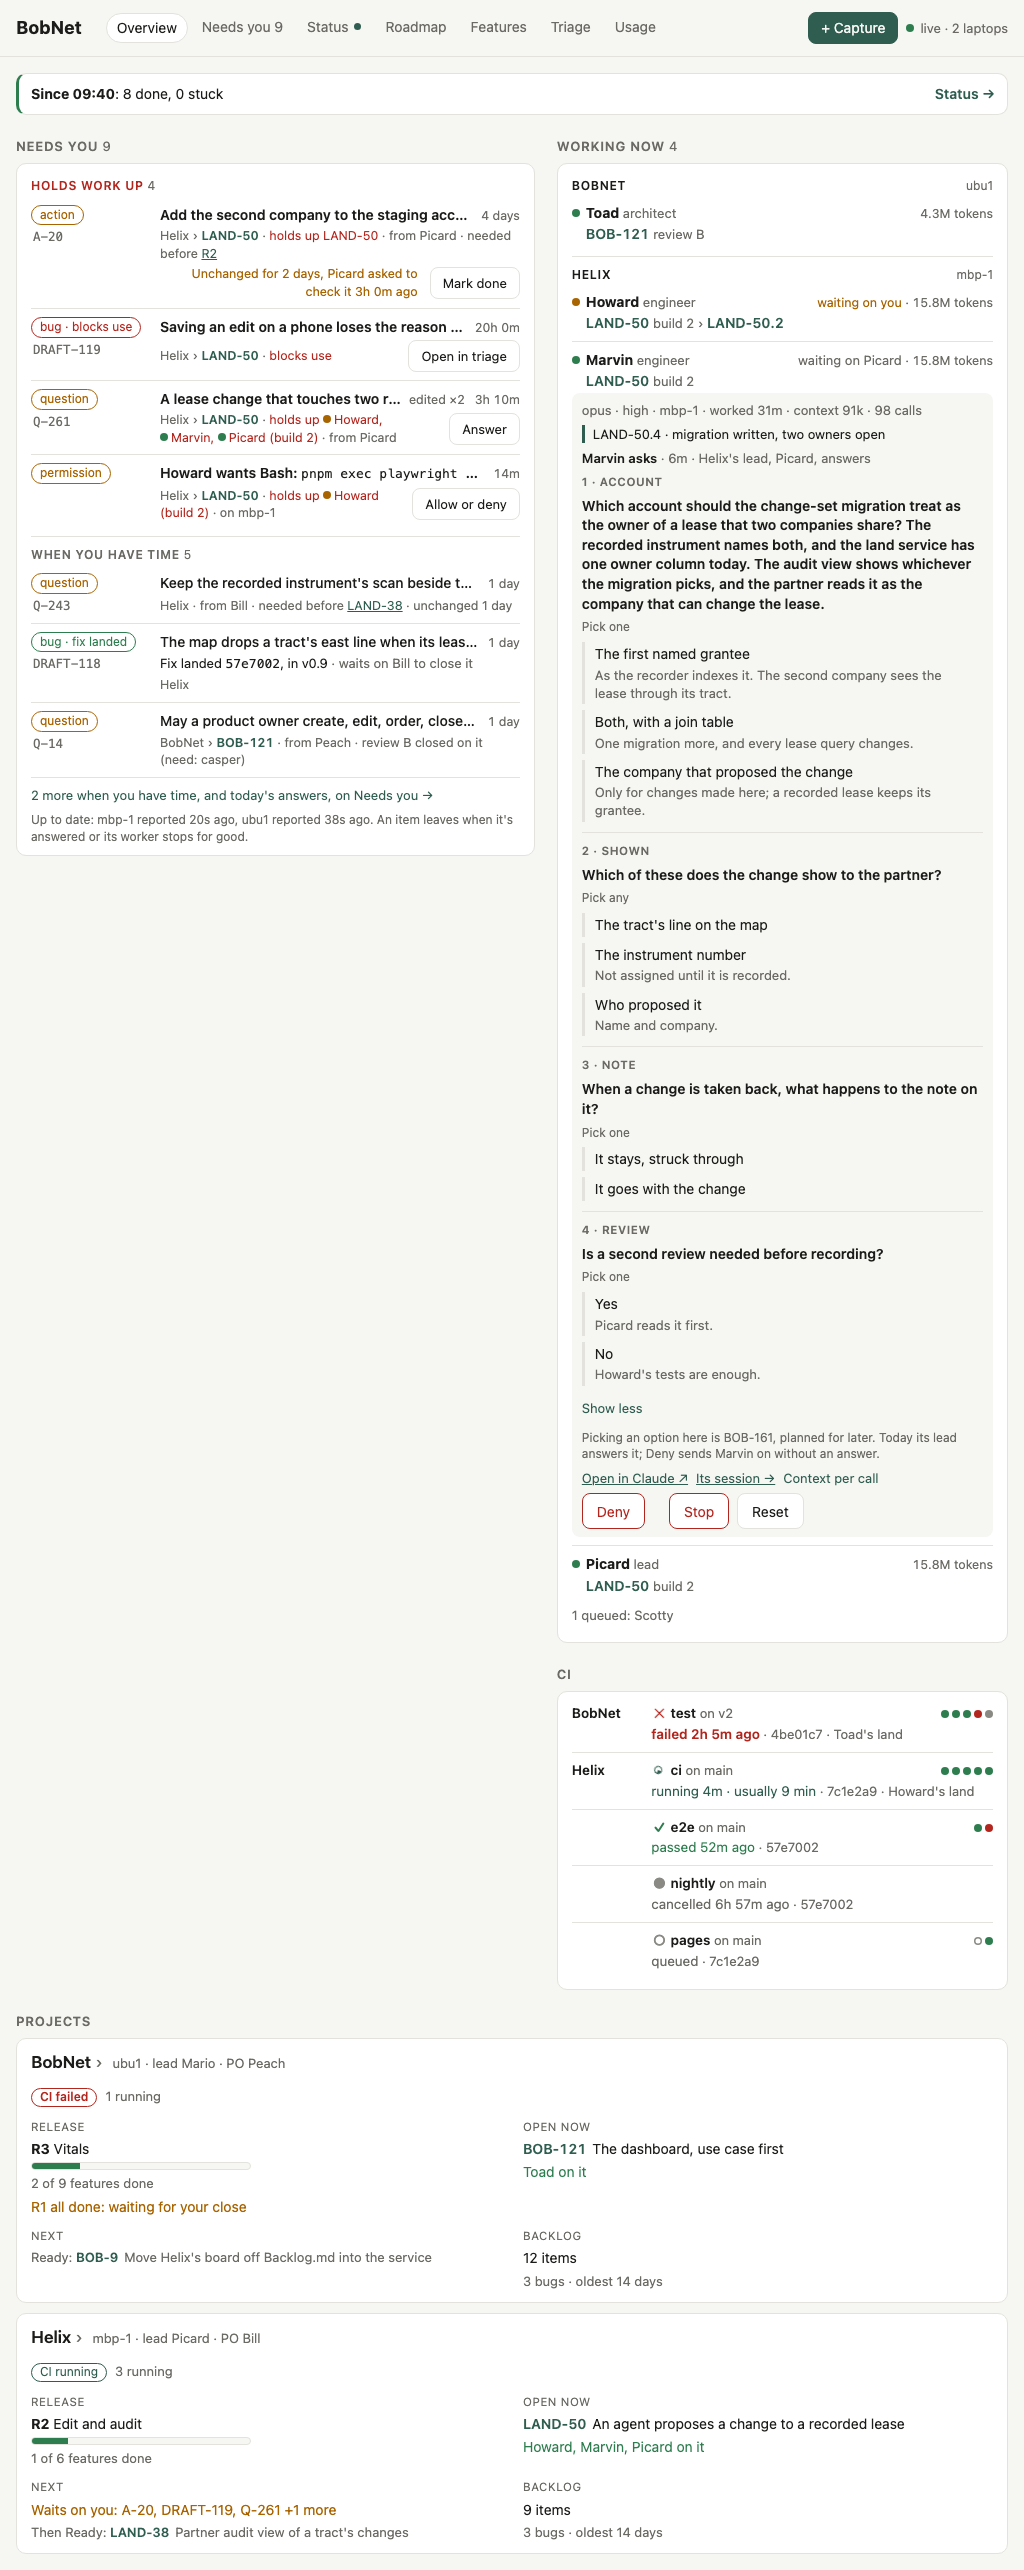 BobNet
Overview
Needs you 9
Status
Roadmap
Features
Triage
Usage
+ Capture
live · 2 laptops
Since 09:40: 8 done, 0 stuck
Status →
NEEDS YOU 9
HOLDS WORK UP 4
action
Add the second company to the staging acc... 4 days
A-20
Helix › LAND-50 · holds up LAND-50 · from Picard · needed
before R2
Unchanged for 2 days, Picard asked to
check it 3h 0m ago
Mark done
bug · blocks use
Saving an edit on a phone loses the reason ... 20h 0m
DRAFT-119
Helix › LAND-50 · blocks use
Open in triage
question
A lease change that touches two r... edited ×2 3h 10m
Q-261
Helix › LAND-50 · holds up Howard,
Marvin, Picard (build 2) · from Picard
Answer
permission
Howard wants Bash: pnpm exec playwright ... 14m
Helix › LAND-50 · holds up Howard
(build 2) · on mbp-1
Allow or deny
WHEN YOU HAVE TIME 5
question
Keep the recorded instrument's scan beside t... 1 day
Q-243
Helix · from Bill · needed before LAND-38 · unchanged 1 day
bug · fix landed
The map drops a tract's east line when its leas... 1 day
DRAFT-118
Fix landed 57e7002, in v0.9 · waits on Bill to close it
Helix
question
May a product owner create, edit, order, close... 1 day
Q-14
BobNet › BOB-121 · from Peach · review B closed on it
(need: casper)
2 more when you have time, and today's answers, on Needs you →
Up to date: mbp-1 reported 20s ago, ubu1 reported 38s ago. An item leaves when it's
answered or its worker stops for good.
WORKING NOW 4
BOBNET
ubu1
Toad architect
4.3M tokens
BOB-121 review B
HELIX
mbp-1
Howard engineer
waiting on you · 15.8M tokens
LAND-50 build 2 › LAND-50.2
Marvin engineer
waiting on Picard · 15.8M tokens
LAND-50 build 2
opus · high · mbp-1 · worked 31m · context 91k · 98 calls
LAND-50.4 · migration written, two owners open
Marvin asks · 6m · Helix's lead, Picard, answers
1 · ACCOUNT
Which account should the change-set migration treat as
the owner of a lease that two companies share? The
recorded instrument names both, and the land service has
one owner column today. The audit view shows whichever
the migration picks, and the partner reads it as the
company that can change the lease.
Pick one
The first named grantee
As the recorder indexes it. The second company sees the
lease through its tract.
Both, with a join table
One migration more, and every lease query changes.
The company that proposed the change
Only for changes made here; a recorded lease keeps its
grantee.
2 · SHOWN
Which of these does the change show to the partner?
Pick any
The tract's line on the map
The instrument number
Not assigned until it is recorded.
Who proposed it
Name and company.
3 · NOTE
When a change is taken back, what happens to the note on
it?
Pick one
It stays, struck through
It goes with the change
4 · REVIEW
Is a second review needed before recording?
Pick one
Yes
Picard reads it first.
No
Howard's tests are enough.
Show less
Picking an option here is BOB-161, planned for later. Today its lead
answers it; Deny sends Marvin on without an answer.
Open in Claude ↗ Its session → Context per call
Deny
Stop
Reset
Picard lead
15.8M tokens
LAND-50 build 2
1 queued: Scotty
CI
BobNet
test on v2
failed 2h 5m ago · 4be01c7 · Toad's land
Helix
ci on main
running 4m · usually 9 min · 7c1e2a9 · Howard's land
e2e on main
passed 52m ago · 57e7002
nightly on main
cancelled 6h 57m ago · 57e7002
pages on main
queued · 7c1e2a9
PROJECTS
BobNet › ubu1 · lead Mario · PO Peach
CI failed
1 running
RELEASE
R3 Vitals
2 of 9 features done
R1 all done: waiting for your close
OPEN NOW
BOB-121 The dashboard, use case first
Toad on it
NEXT
Ready: BOB-9 Move Helix's board off Backlog.md into the service
BACKLOG
12 items
3 bugs · oldest 14 days
Helix › mbp-1 · lead Picard · PO Bill
CI running
3 running
RELEASE
R2 Edit and audit
1 of 6 features done
OPEN NOW
LAND-50 An agent proposes a change to a recorded lease
Howard, Marvin, Picard on it
NEXT
Waits on you: A-20, DRAFT-119, Q-261 +1 more
Then Ready: LAND-38 Partner audit view of a tract's changes
BACKLOG
9 items
3 bugs · oldest 14 days